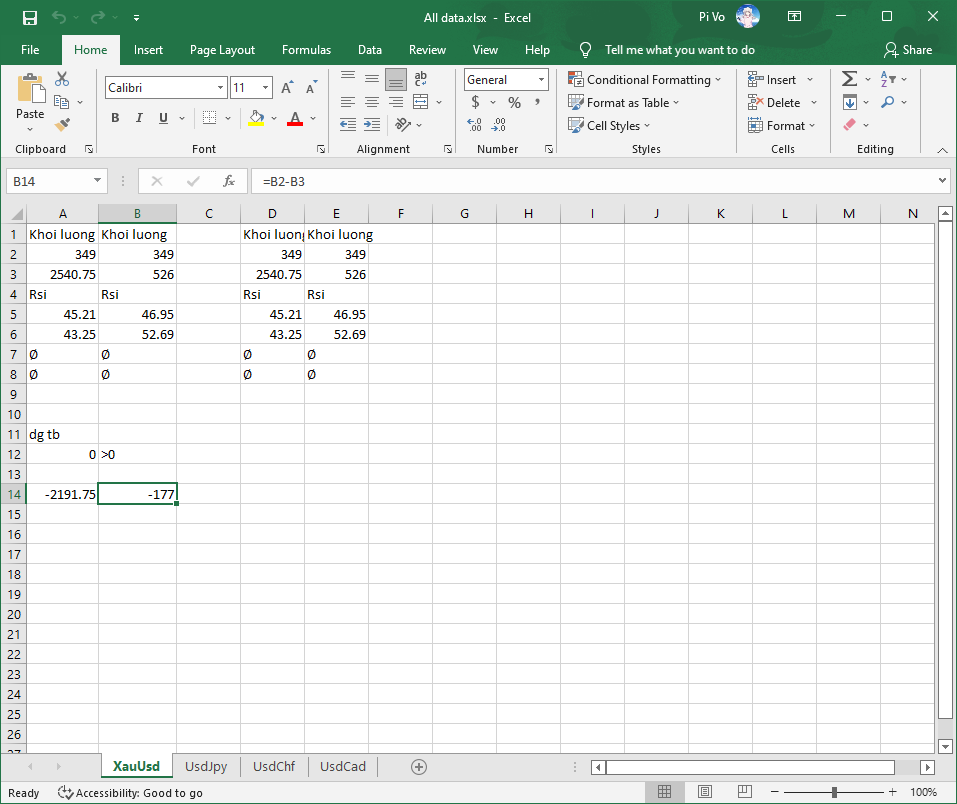 All data.xlsx - Excel
Pi Vo
File Home Insert Page Layout Formulas Data Review View Help Tell me what you want to do Share
Paste
Calibri 11
B I U A
ab
General
$ % ,
Conditional Formatting
Format as Table
Cell Styles
Insert
Delete
Format
Clipboard Font Alignment Number Styles Cells Editing
B14 fx =B2-B3
A B C D E F G H I J K L M N
1 Khoi luong Khoi luong Khoi luong Khoi luong
2 349 349 349 349
3 2540.75 526 2540.75 526
4 Rsi Rsi Rsi Rsi
5 45.21 46.95 45.21 46.95
6 43.25 52.69 43.25 52.69
7 Ø Ø Ø Ø
8 Ø Ø Ø Ø
9
10
11 dg tb
12 0 >0
13
14 -2191.75 -177
15
16
17
18
19
20
21
22
23
24
25
26
27
XauUsd UsdJpy UsdChf UsdCad
Ready Accessibility: Good to go 100%